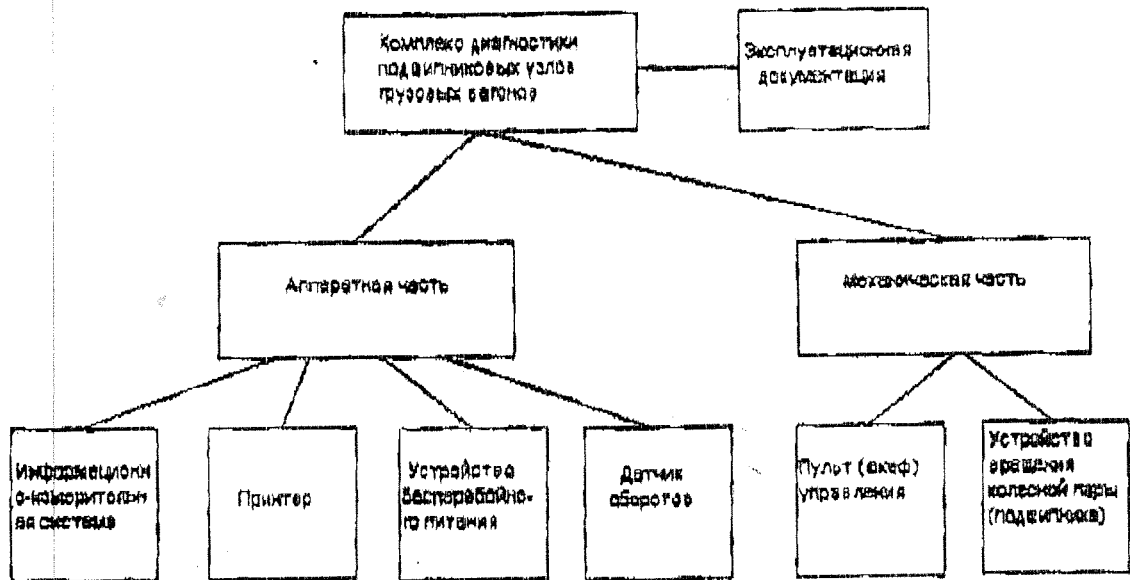 Комплекс диагностики
подшипниковых узлов
грузовых вагонов
Эксплуатационная
документация
Аппаратная часть
Механическая часть
Информационн
о-измерительн
ая система
Принтер
Устройство
бесперебойно-
го питания
Датчик
оборотов
Пульт (шкаф)
управления
Устройство
вращения
колесной пары
(подшипника)